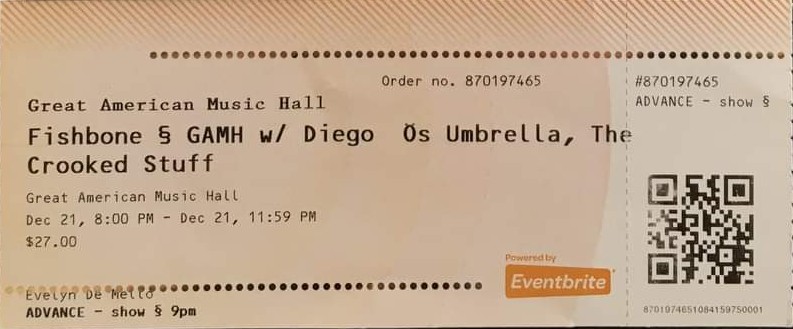 Order no. 870197465
#870197465
ADVANCE - show §
Great American Music Hall
Fishbone § GAMH w/ Diego Ös Umbrella, The
Crooked Stuff
Great American Music Hall
Dec 21, 8:00 PM - Dec 21, 11:59 PM
$27.00
Powered by
Eventbrite
Evelyn De Mello
ADVANCE - show § 9pm
8701974651084159750001